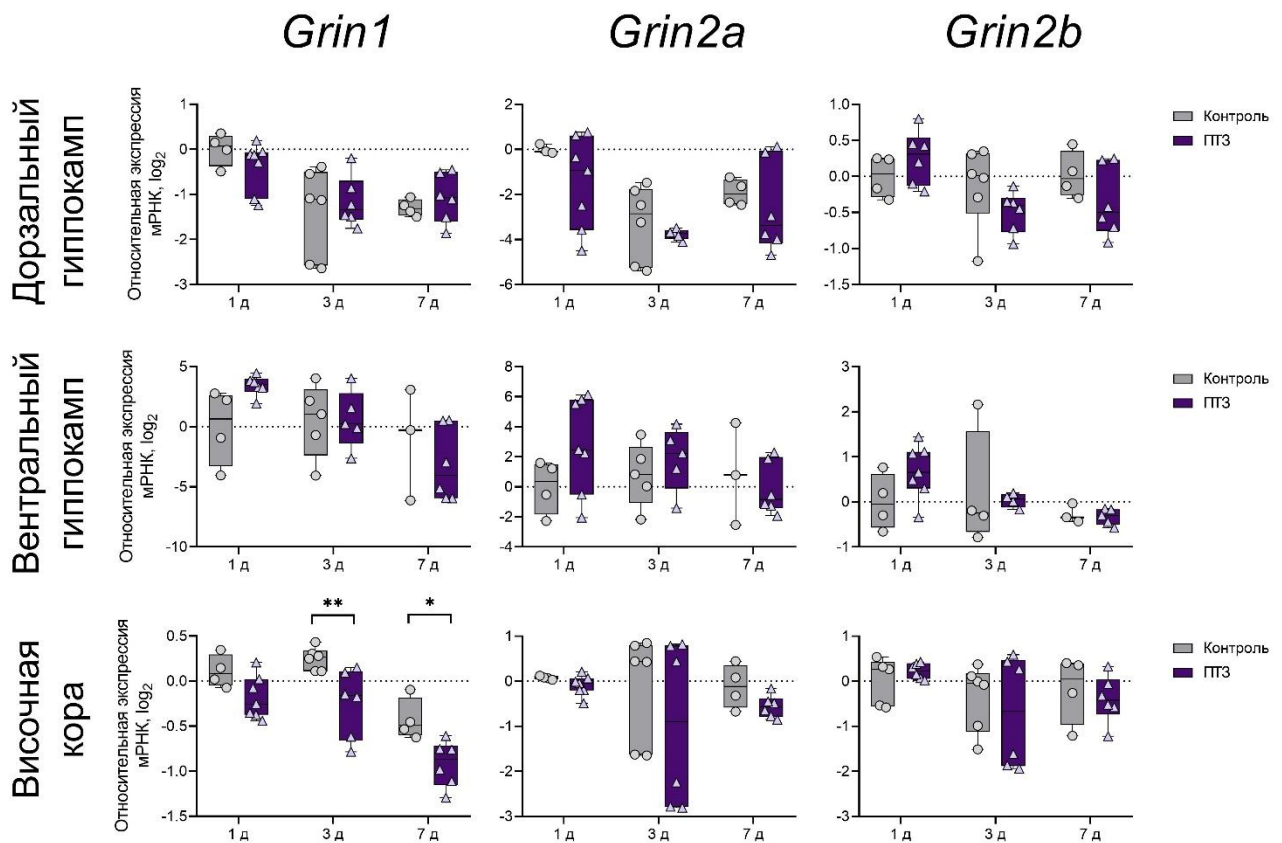 Grin1
Grin2a
Grin2b
Дорзальный
гиппокамп
Относительная экспрессия
мРНК, log2
1
0
-1
-2
-3
1 д
3 д
7 д
2
0
-2
-4
-6
1 д
3 д
7 д
1.0
0.5
0.0
-0.5
-1.0
-1.5
1 д
3 д
7 д
Контроль
ПТЗ
Вентральный
гиппокамп
Относительная экспрессия
мРНК, log2
5
0
-5
-10
1 д
3 д
7 д
8
6
4
2
0
-2
-4
1 д
3 д
7 д
3
2
1
0
-1
1 д
3 д
7 д
Контроль
ПТЗ
Височная
кора
Относительная экспрессия
мРНК, log2
0.5
0.0
-0.5
-1.0
-1.5
**
*
1 д
3 д
7 д
1
0
-1
-2
-3
1 д
3 д
7 д
1
0
-1
-2
-3
1 д
3 д
7 д
Контроль
ПТЗ